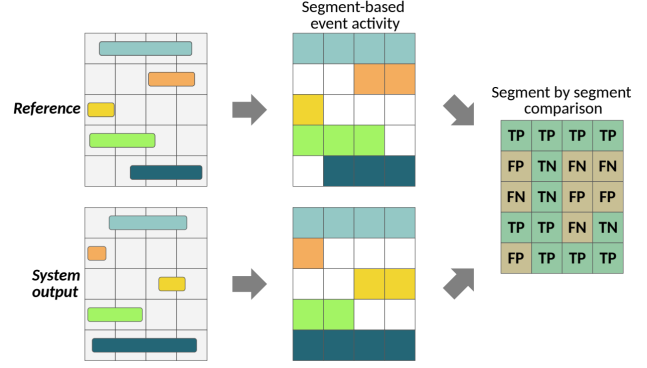 Segment-based
event activity
Reference
Segment by segment
comparison
TP TP TP TP
FP TN FN FN
FN TN FP FP
TP TP FN TN
FP TP TP TP
System
output